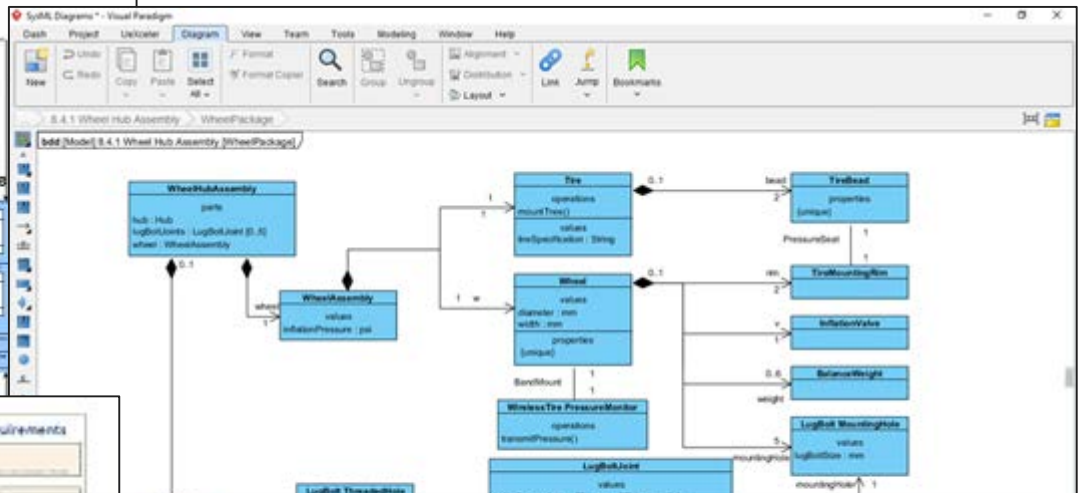 SysML Diagrams * - Visual Paradigm
Dash Project UeXceler Diagram View Team Tools Modeling Window Help
Undo
Redo
Format
Format Copier
Alignment
Distribution
Layout
New Copy Paste Select All Search Group Ungroup Link Jump Bookmarks
8.4.1 Wheel Hub Assembly WheelPackage
bdd [Model] 8.4.1 Wheel Hub Assembly [WheelPackage]
WheelHubAssembly
parts
hub : Hub
lugBoltJoints : LugBoltJoint [0..5]
wheel : WheelAssembly
0..1
wheel
1
WheelAssembly
values
inflationPressure : psi
1
1
Tire
operations
mountTree()
values
tireSpecification : String
0..1
bead
2
TireBead
properties
{unique}
PressureSeat
1
1
1 w
Wheel
values
diameter : mm
width : mm
properties
{unique}
0..1
rim
2
TireMountingRim
v
1
InflationValve
0..6
weight
BalanceWeight
BandMount
1
1
WirelessTire PressureMonitor
operations
transmitPressure()
5
mountingHole
LugBolt MountingHole
values
lugBoltSize : mm
mountingHole 1
LugBoltJoint
values
LugBolt ThreadedHole